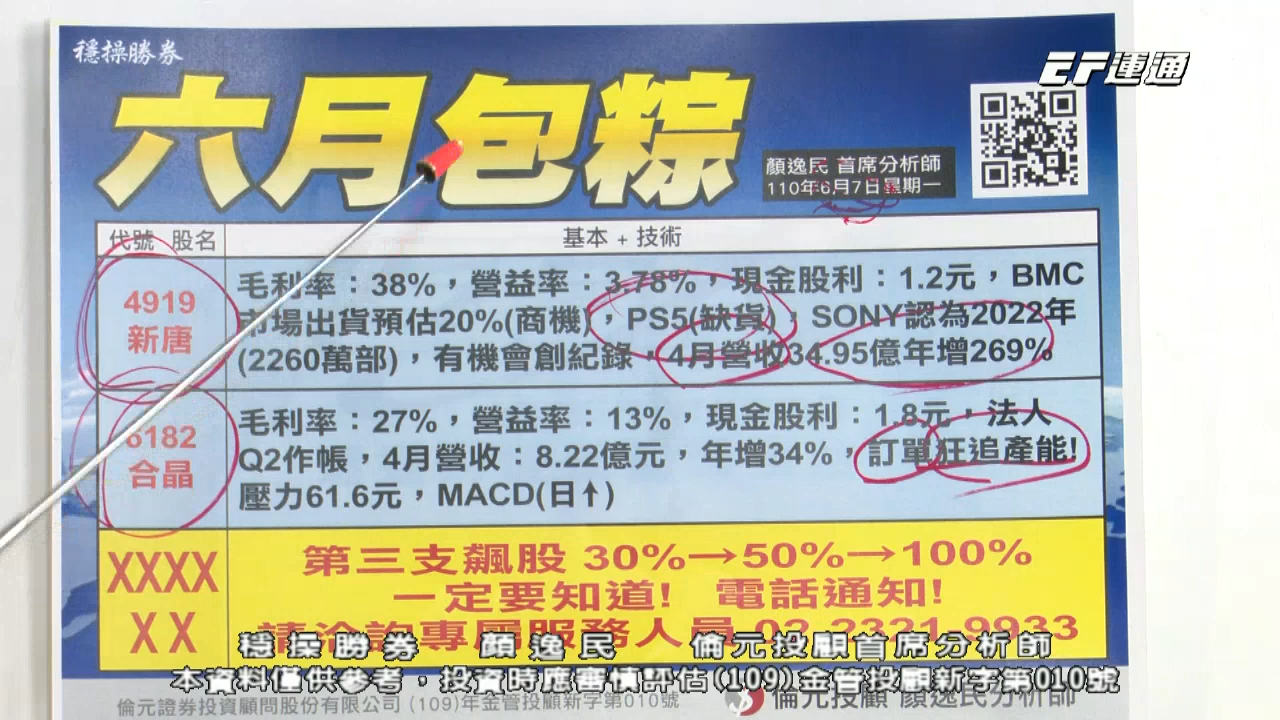 穩操勝券
EF運通
六月包粽
顏逸民 首席分析師
110年6月7日星期一
代號 股名
基本 + 技術
4919
新唐
毛利率：38%，營益率：3.78%，現金股利：1.2元，BMC
市場出貨預估20%(商機)，PS5(缺貨)，SONY認為2022年
(2260萬部)，有機會創紀錄，4月營收34.95億年增269%
6182
合晶
毛利率：27%，營益率：13%，現金股利：1.8元，法人
Q2作帳，4月營收：8.22億元，年增34%，訂單狂追產能!
壓力61.6元，MACD(日↑)
XXXX
XX
第三支飆股 30%→50%→100%
一定要知道! 電話通知!
請洽詢專屬服務人員 02-2321-9933
穩操勝券 顏逸民 倫元投顧首席分析師
本資料僅供參考，投資時應審慎評估(109)金管投顧新字第010號
倫元證券投資顧問股份有限公司 (109)年金管投顧新字第010號
倫元投顧 顏逸民分析師